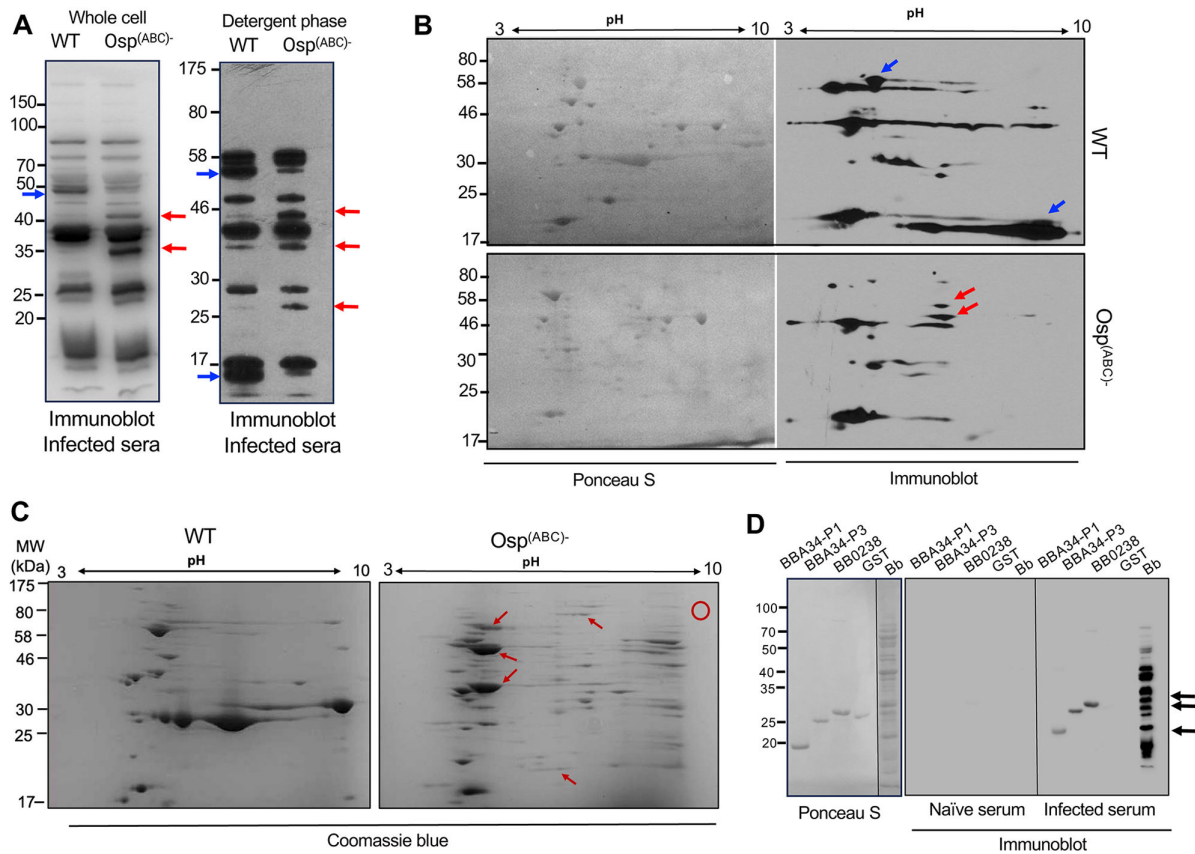 A
Whole cell
WT Osp(ABC)-
150
100
70
50
40
35
25
20
Immunoblot
Infected sera
Detergent phase
WT Osp(ABC)-
175
80
58
46
30
25
17
Immunoblot
Infected sera
B
3 pH 10
80
58
46
30
25
17
WT
80
58
46
30
25
17
Osp(ABC)-
Ponceau S
Immunoblot
C
WT
Osp(ABC)-
MW
(kDa)
3 pH 10
3 pH 10
175
80
58
46
30
25
17
Coomassie blue
D
BBA34-P1
BBA34-P3
BB0238
GST
Bb
BBA34-P1
BBA34-P3
BB0238
GST
Bb
BBA34-P1
BBA34-P3
BB0238
GST
Bb
100
70
50
40
35
25
20
Ponceau S
Naïve serum
Infected serum
Immunoblot